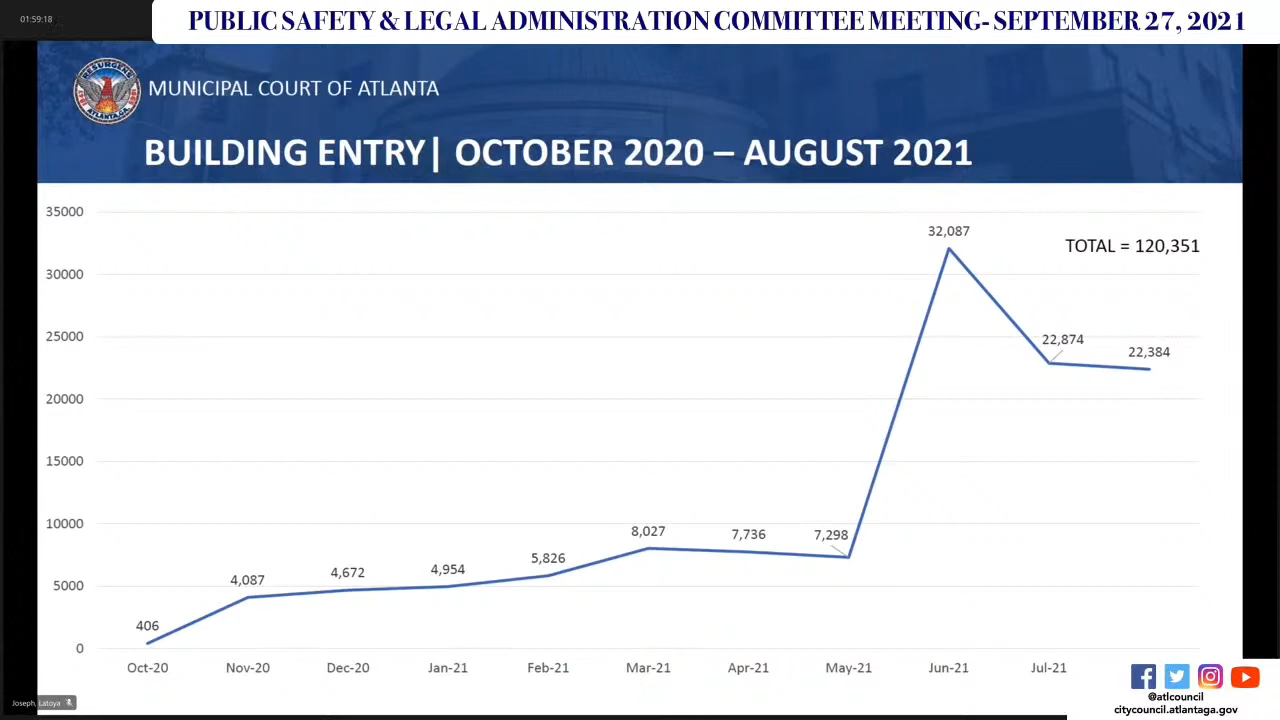 01:59:18
PUBLIC SAFETY & LEGAL ADMINISTRATION COMMITTEE MEETING- SEPTEMBER 27, 2021
MUNICIPAL COURT OF ATLANTA
BUILDING ENTRY| OCTOBER 2020 – AUGUST 2021
35000
30000
25000
20000
15000
10000
5000
0
TOTAL = 120,351
406
4,087
4,672
4,954
5,826
8,027
7,736
7,298
32,087
22,874
22,384
Oct-20
Nov-20
Dec-20
Jan-21
Feb-21
Mar-21
Apr-21
May-21
Jun-21
Jul-21
Joseph, Latoya
@atlcouncil
citycouncil.atlantaga.gov